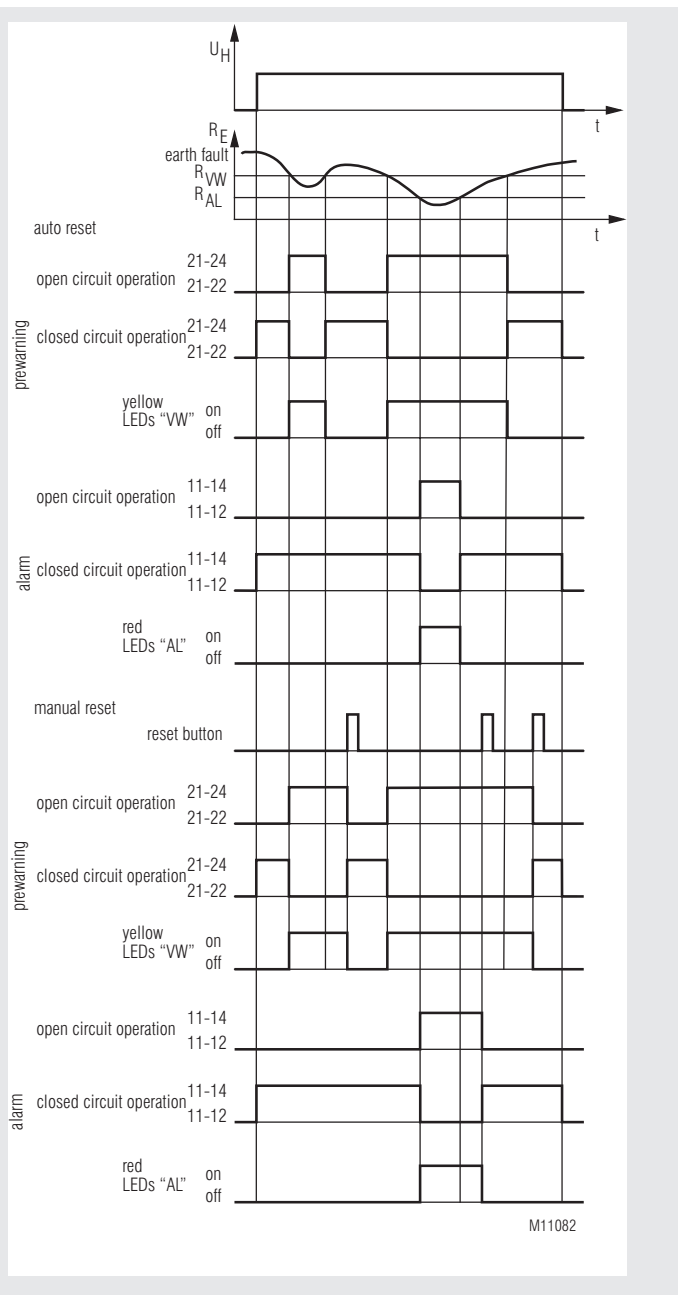 UH
t
RE
earth fault
RVW
RAL
t
auto reset
prewarning
open circuit operation 21-24
21-22
closed circuit operation 21-24
21-22
yellow
LEDs “VW” on
off
alarm
open circuit operation 11-14
11-12
closed circuit operation 11-14
11-12
red
LEDs “AL” on
off
manual reset
reset button
prewarning
open circuit operation 21-24
21-22
closed circuit operation 21-24
21-22
yellow
LEDs “VW” on
off
alarm
open circuit operation 11-14
11-12
closed circuit operation 11-14
11-12
red
LEDs “AL” on
off
M11082